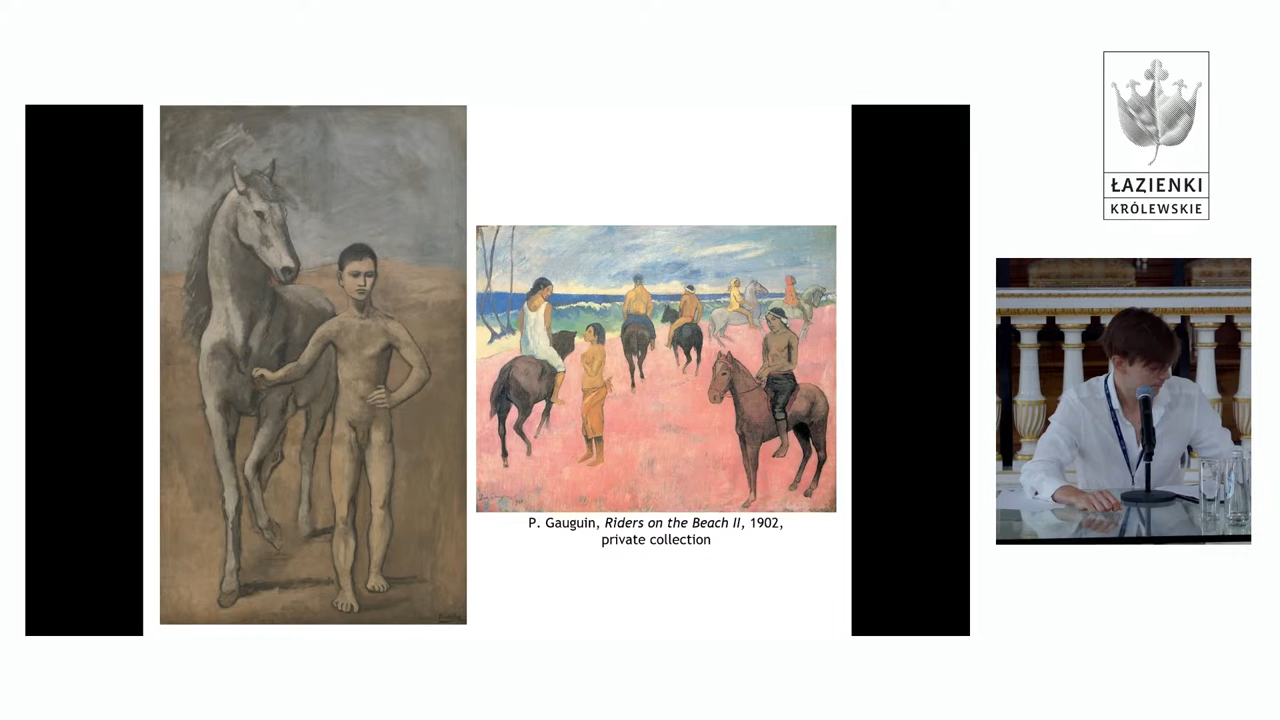 P. Gauguin, Riders on the Beach II, 1902,
private collection
ŁAZIENKI
KRÓLEWSKIE